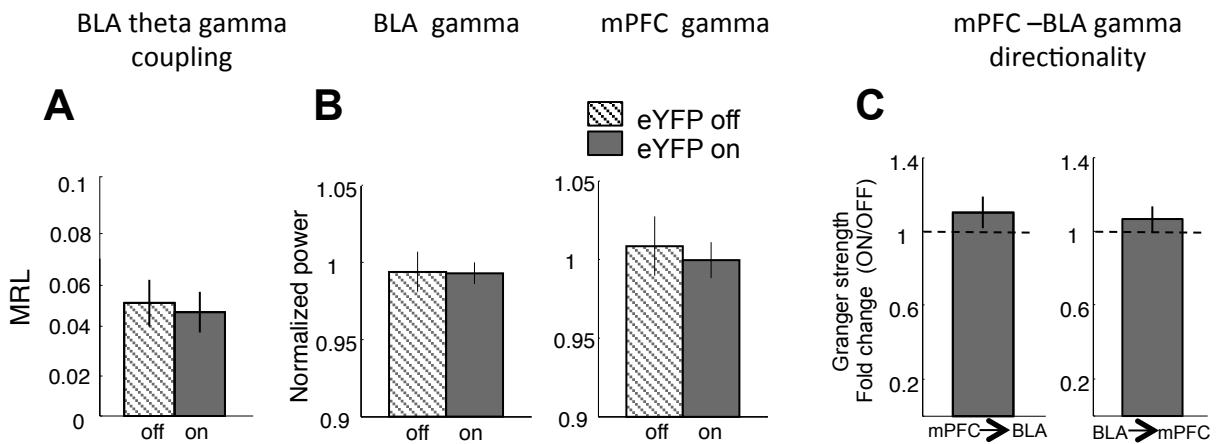 BLA theta gamma
coupling
BLA gamma
mPFC gamma
mPFC –BLA gamma
directionality
A
B
C
eYFP off
eYFP on
MRL
0.1
0.08
0.06
0.04
0.02
0
off on
Normalized power
1.05
1
0.95
0.9
off on
1.05
1
0.95
0.9
off on
Granger strength
Fold change (ON/OFF)
1.4
1
0.6
0.2
mPFC BLA
1.4
1
0.6
0.2
BLA mPFC